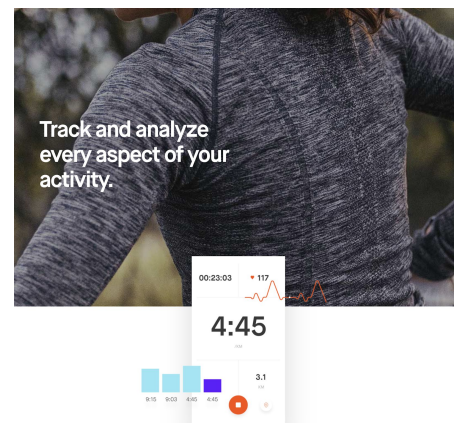 Track and analyze
every aspect of your
activity.
00:23:03
117
4:45
3.1
9:15 9:03 4:45 4:45